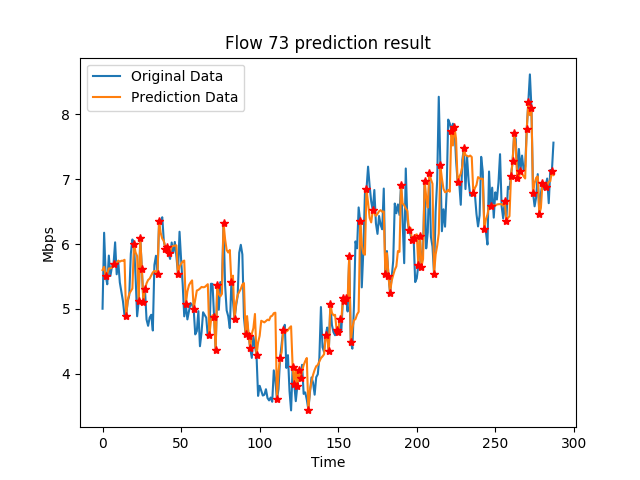 Flow 73 prediction result
Original Data
Prediction Data
Mbps
8
7
6
5
4
0 50 100 150 200 250 300
Time